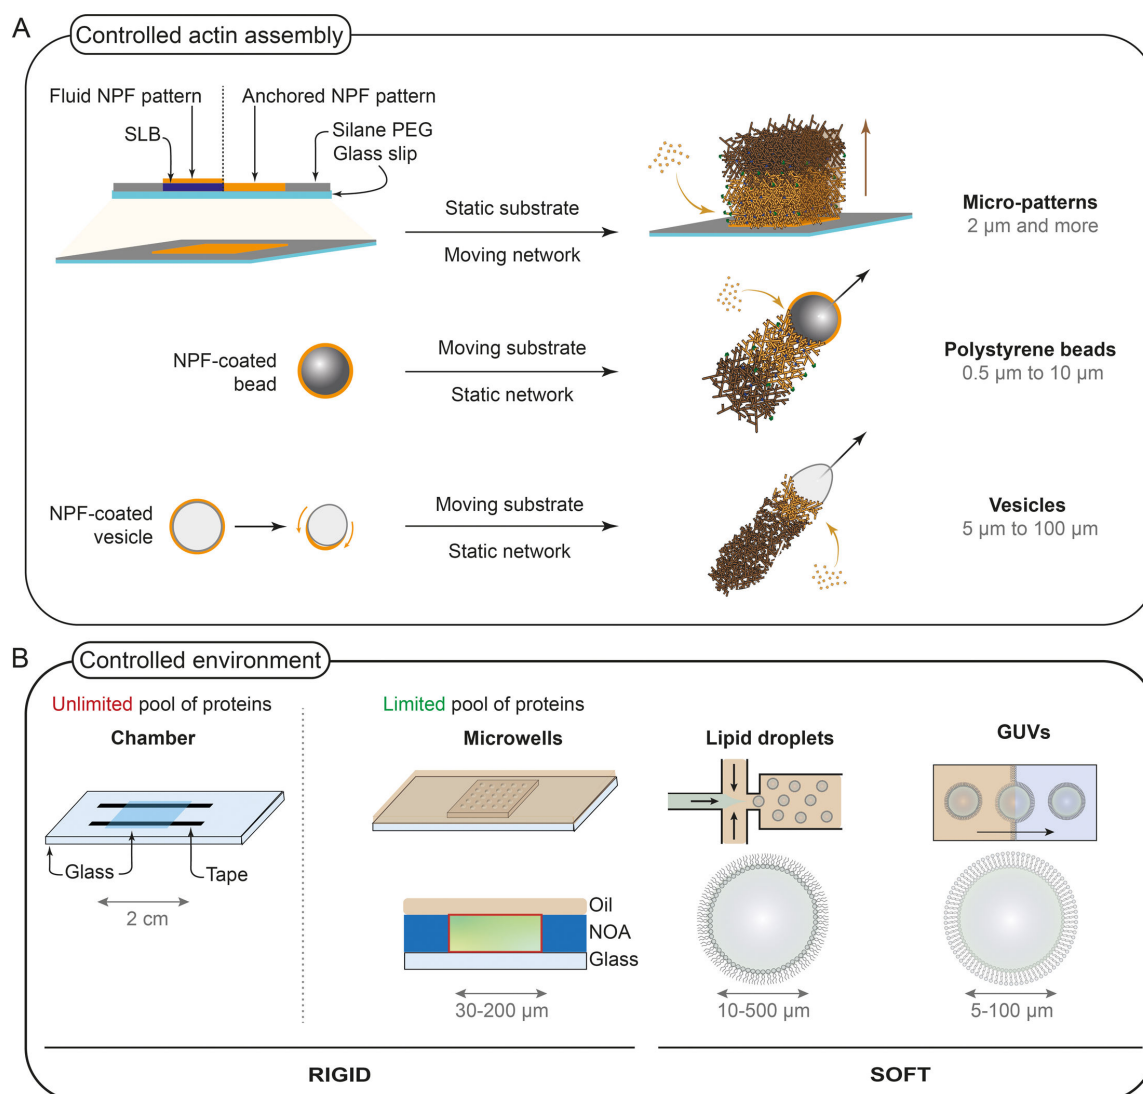 A
Controlled actin assembly
Fluid NPF pattern
Anchored NPF pattern
SLB
Silane PEG
Glass slip
Static substrate
Moving network
Micro-patterns
2 μm and more
NPF-coated
bead
Moving substrate
Static network
Polystyrene beads
0.5 μm to 10 μm
NPF-coated
vesicle
Moving substrate
Static network
Vesicles
5 μm to 100 μm
B
Controlled environment
Unlimited pool of proteins
Chamber
Glass
Tape
2 cm
Limited pool of proteins
Microwells
Oil
NOA
Glass
30-200 μm
Lipid droplets
10-500 μm
GUVs
5-100 μm
RIGID
SOFT